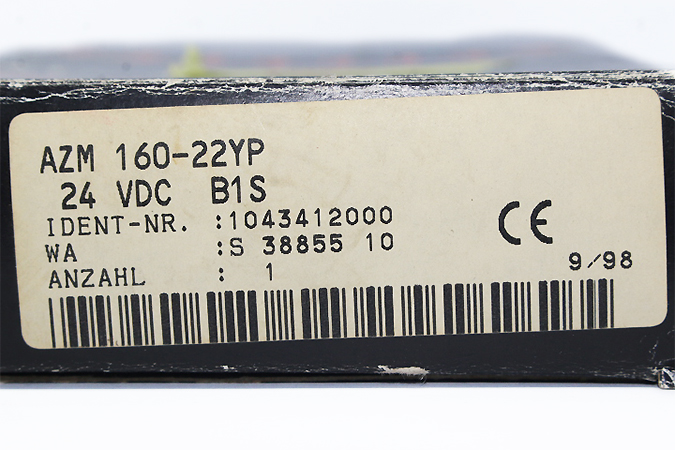 AZM 160-22YP
24 VDC B1S
IDENT-NR. :1043412000
WA :S 38855 10
ANZAHL : 1
CE
9/98